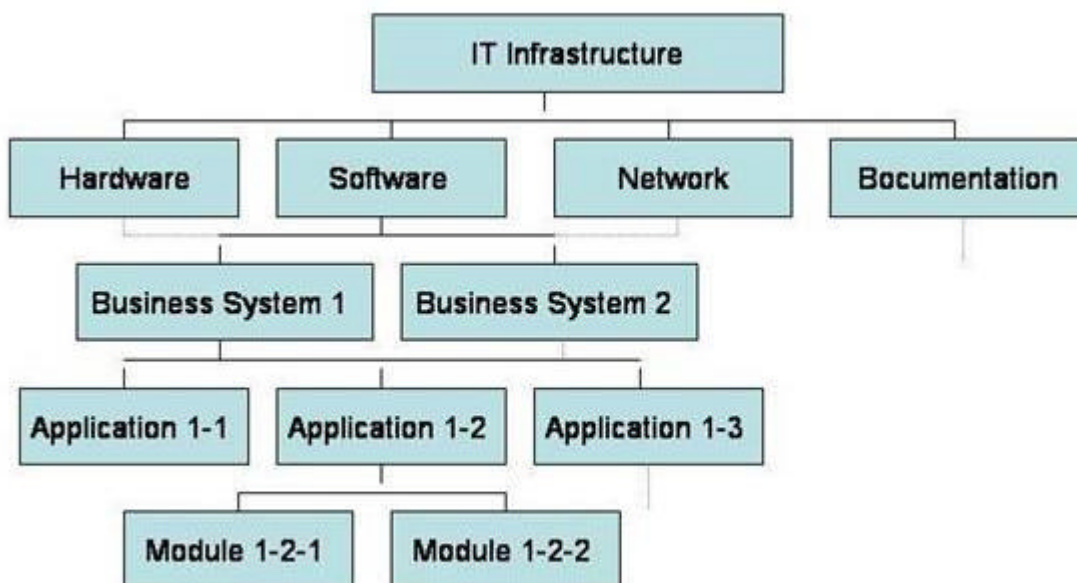 IT Infrastructure
Hardware
Software
Network
Bocumentation
Business System 1
Business System 2
Application 1-1
Application 1-2
Application 1-3
Module 1-2-1
Module 1-2-2